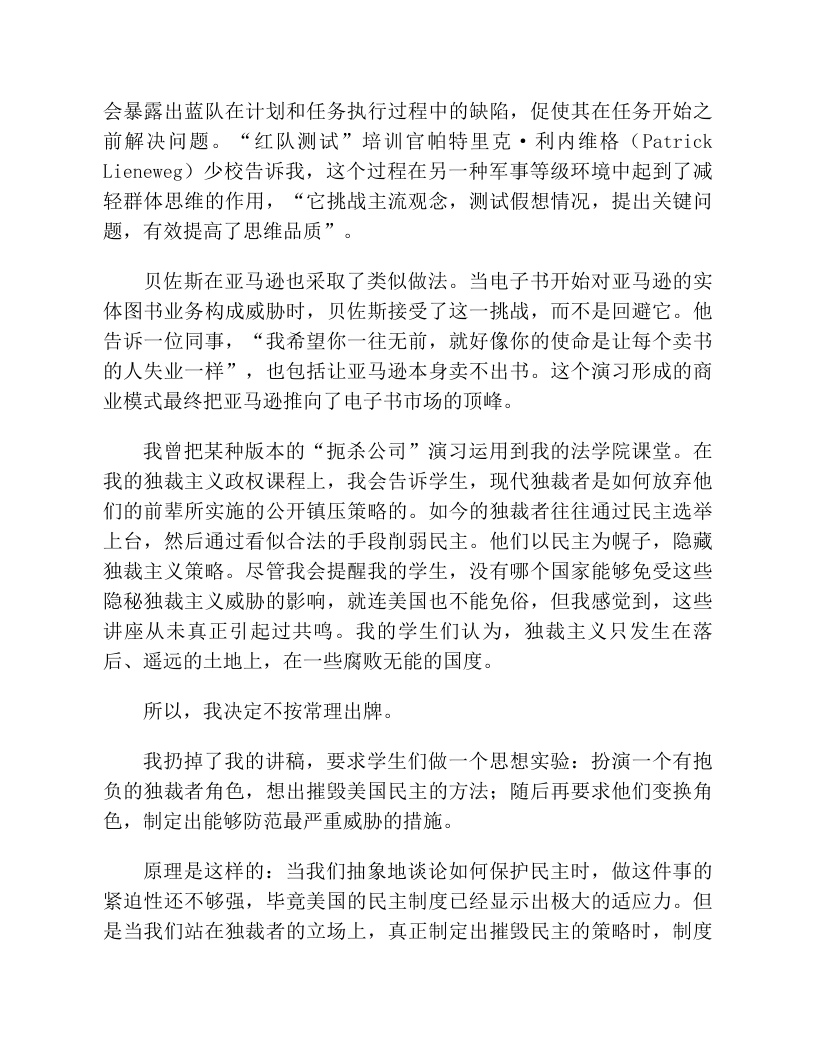 会暴露出蓝队在计划和任务执行过程中的缺陷，促使其在任务开始之
前解决问题。“红队测试”培训官帕特里克·利内维格（Patrick
Lieneweg）少校告诉我，这个过程在另一种军事等级环境中起到了减
轻群体思维的作用，“它挑战主流观念，测试假想情况，提出关键问
题，有效提高了思维品质”。
贝佐斯在亚马逊也采取了类似做法。当电子书开始对亚马逊的实
体图书业务构成威胁时，贝佐斯接受了这一挑战，而不是回避它。他
告诉一位同事，“我希望你一往无前，就好像你的使命是让每个卖书
的人失业一样”，也包括让亚马逊本身卖不出书。这个演习形成的商
业模式最终把亚马逊推向了电子书市场的顶峰。
我曾把某种版本的“扼杀公司”演习运用到我的法学院课堂。在
我的独裁主义政权课程上，我会告诉学生，现代独裁者是如何放弃他
们的前辈所实施的公开镇压策略的。如今的独裁者往往通过民主选举
上台，然后通过看似合法的手段削弱民主。他们以民主为幌子，隐藏
独裁主义策略。尽管我会提醒我的学生，没有哪个国家能够免受这些
隐秘独裁主义威胁的影响，就连美国也不能免俗，但我感觉到，这些
讲座从未真正引起过共鸣。我的学生们认为，独裁主义只发生在落
后、遥远的土地上，在一些腐败无能的国度。
所以，我决定不按常理出牌。
我扔掉了我的讲稿，要求学生们做一个思想实验：扮演一个有抱
负的独裁者角色，想出摧毁美国民主的方法；随后再要求他们变换角
色，制定出能够防范最严重威胁的措施。
原理是这样的：当我们抽象地谈论如何保护民主时，做这件事的
紧迫性还不够强，毕竟美国的民主制度已经显示出极大的适应力。但
是当我们站在独裁者的立场上，真正制定出摧毁民主的策略时，制度